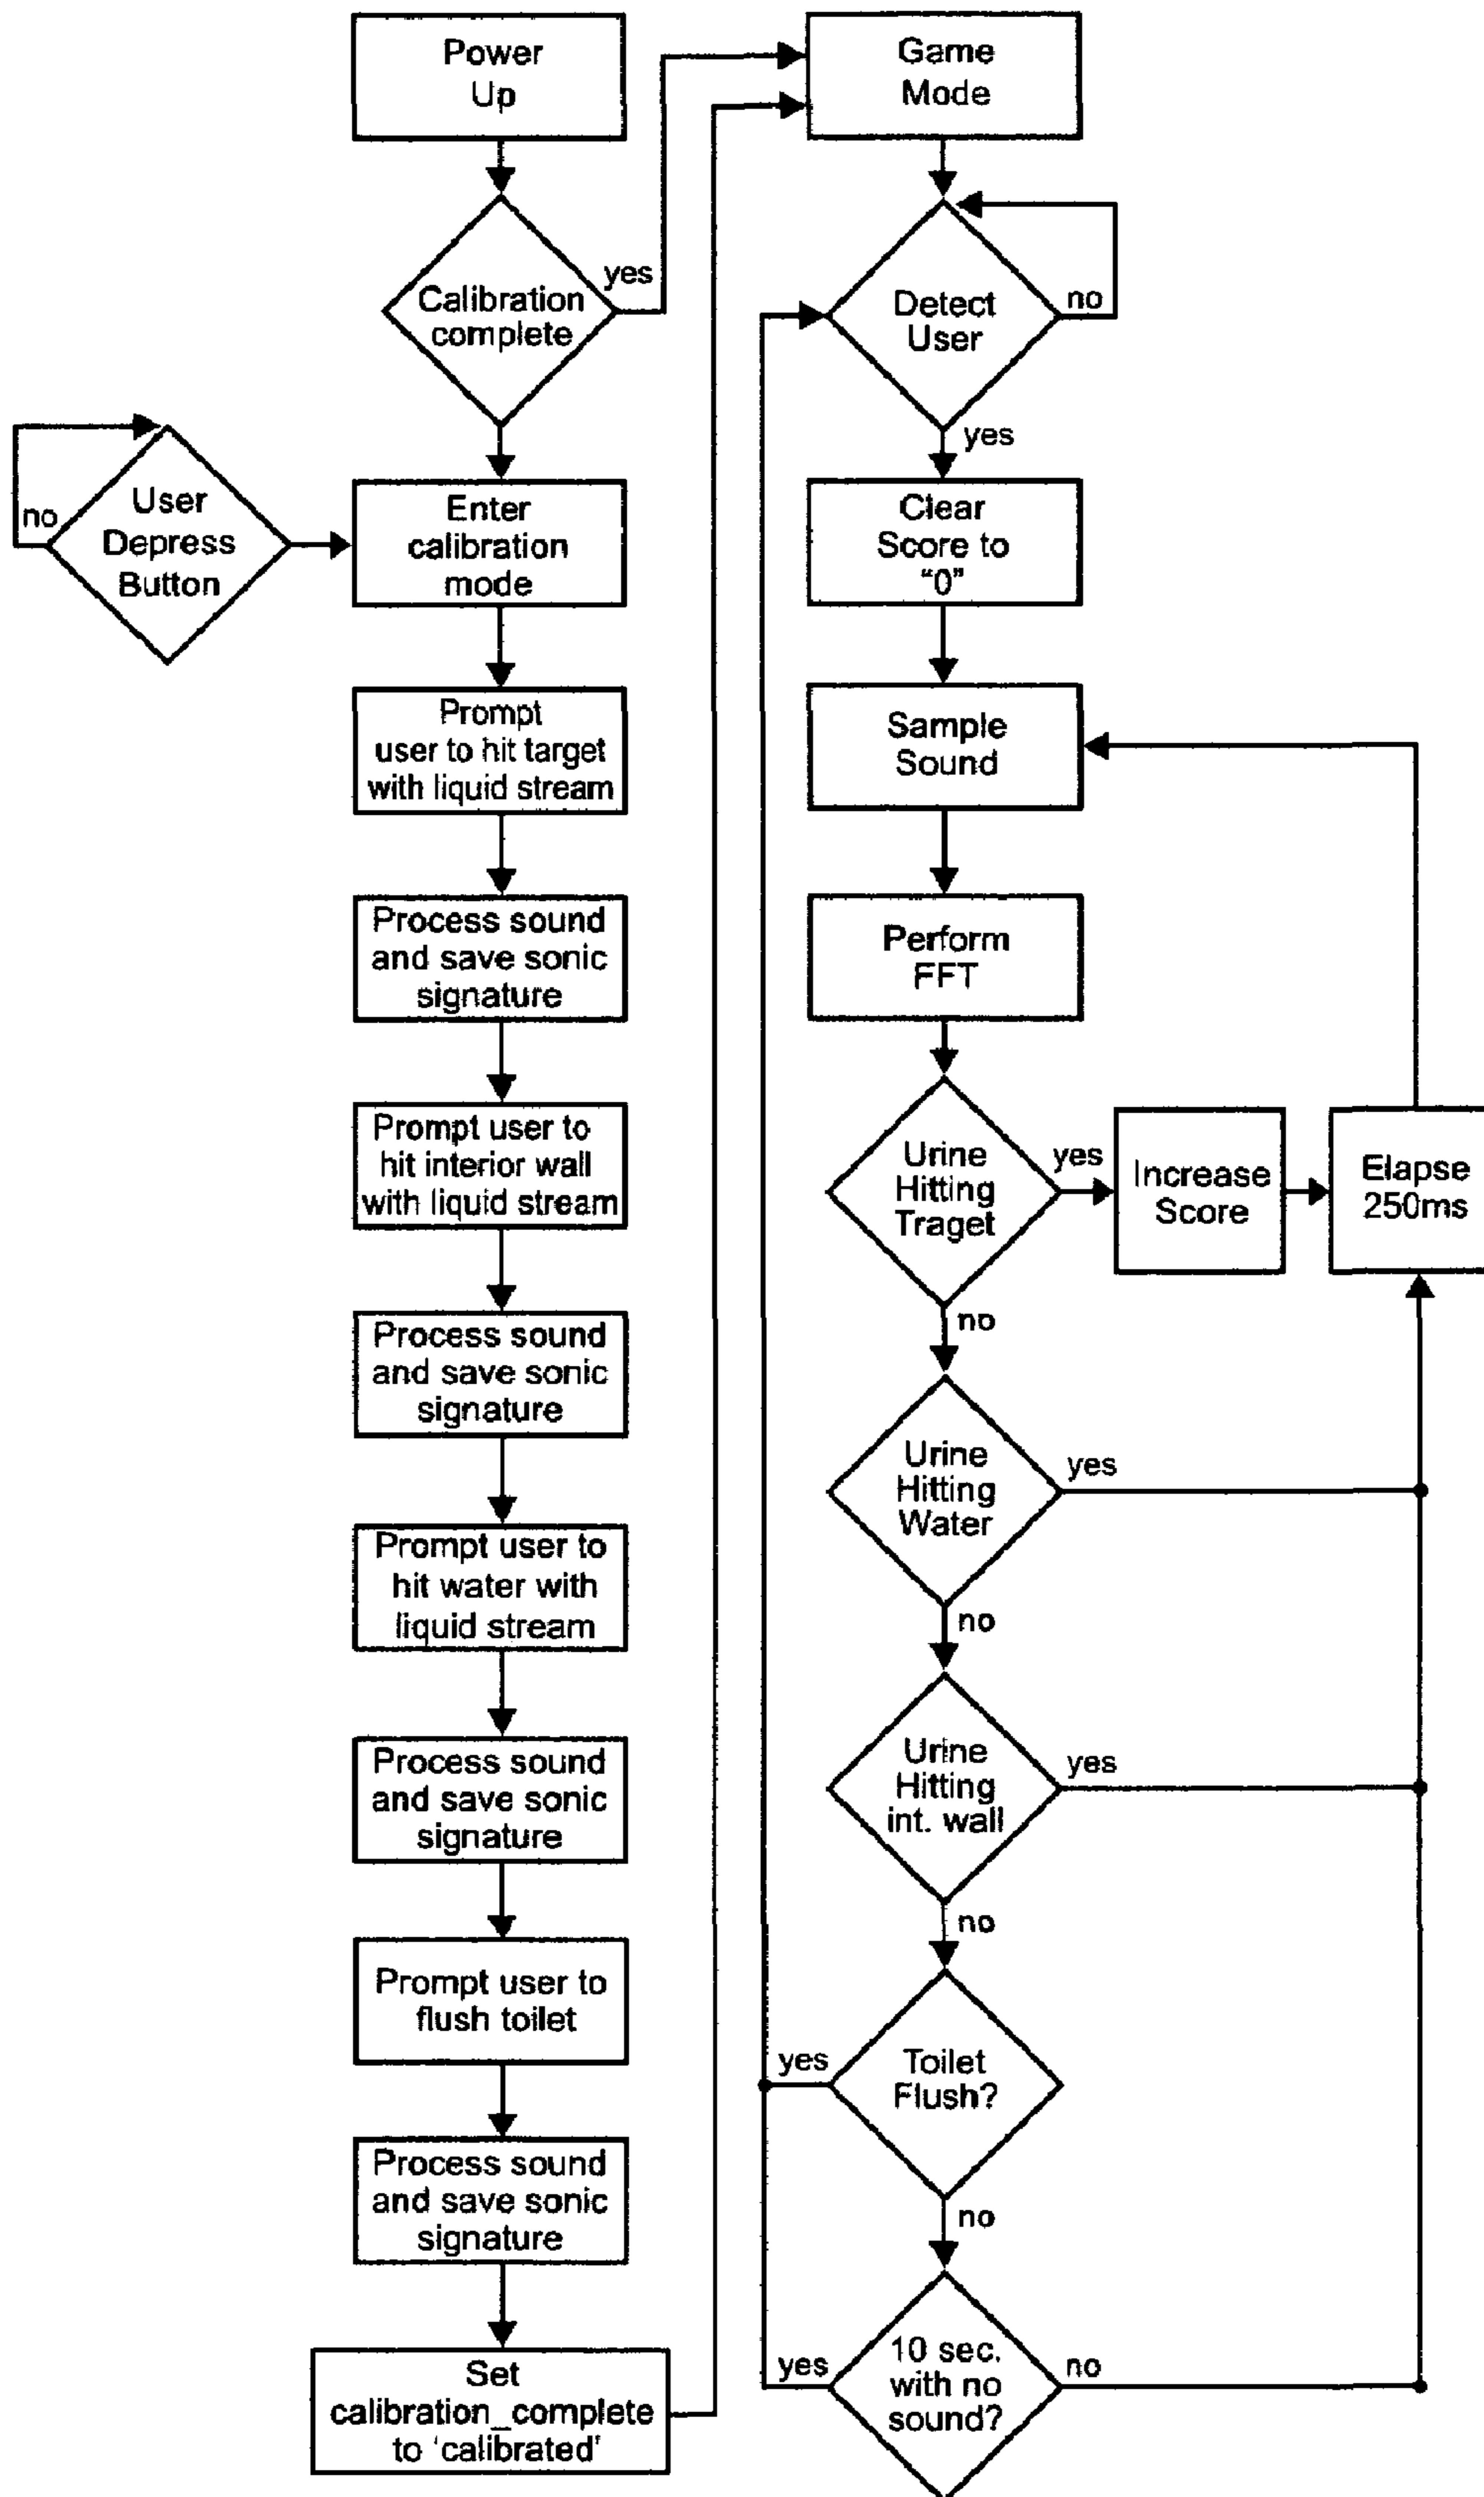 Power
Up
yes
Calibration
complete
no
User
Depress
Button
Enter
calibration
mode
Prompt
user to hit target
with liquid stream
Process sound
and save sonic
signature
Prompt user to
hit interior wall
with liquid stream
Process sound
and save sonic
signature
Prompt user to
hit water with
liquid stream
Process sound
and save sonic
signature
Prompt user to
flush toilet
Process sound
and save sonic
signature
Set
calibration_complete
to 'calibrated'
Game
Mode
Detect
User
no
yes
Clear
Score to
“0”
Sample
Sound
Perform
FFT
Urine
Hitting
Traget
yes
Increase
Score
Elapse
250ms
no
Urine
Hitting
Water
yes
no
Urine
Hitting
int. wall
yes
no
yes
Toilet
Flush?
no
yes
10 sec.
with no
sound?
no